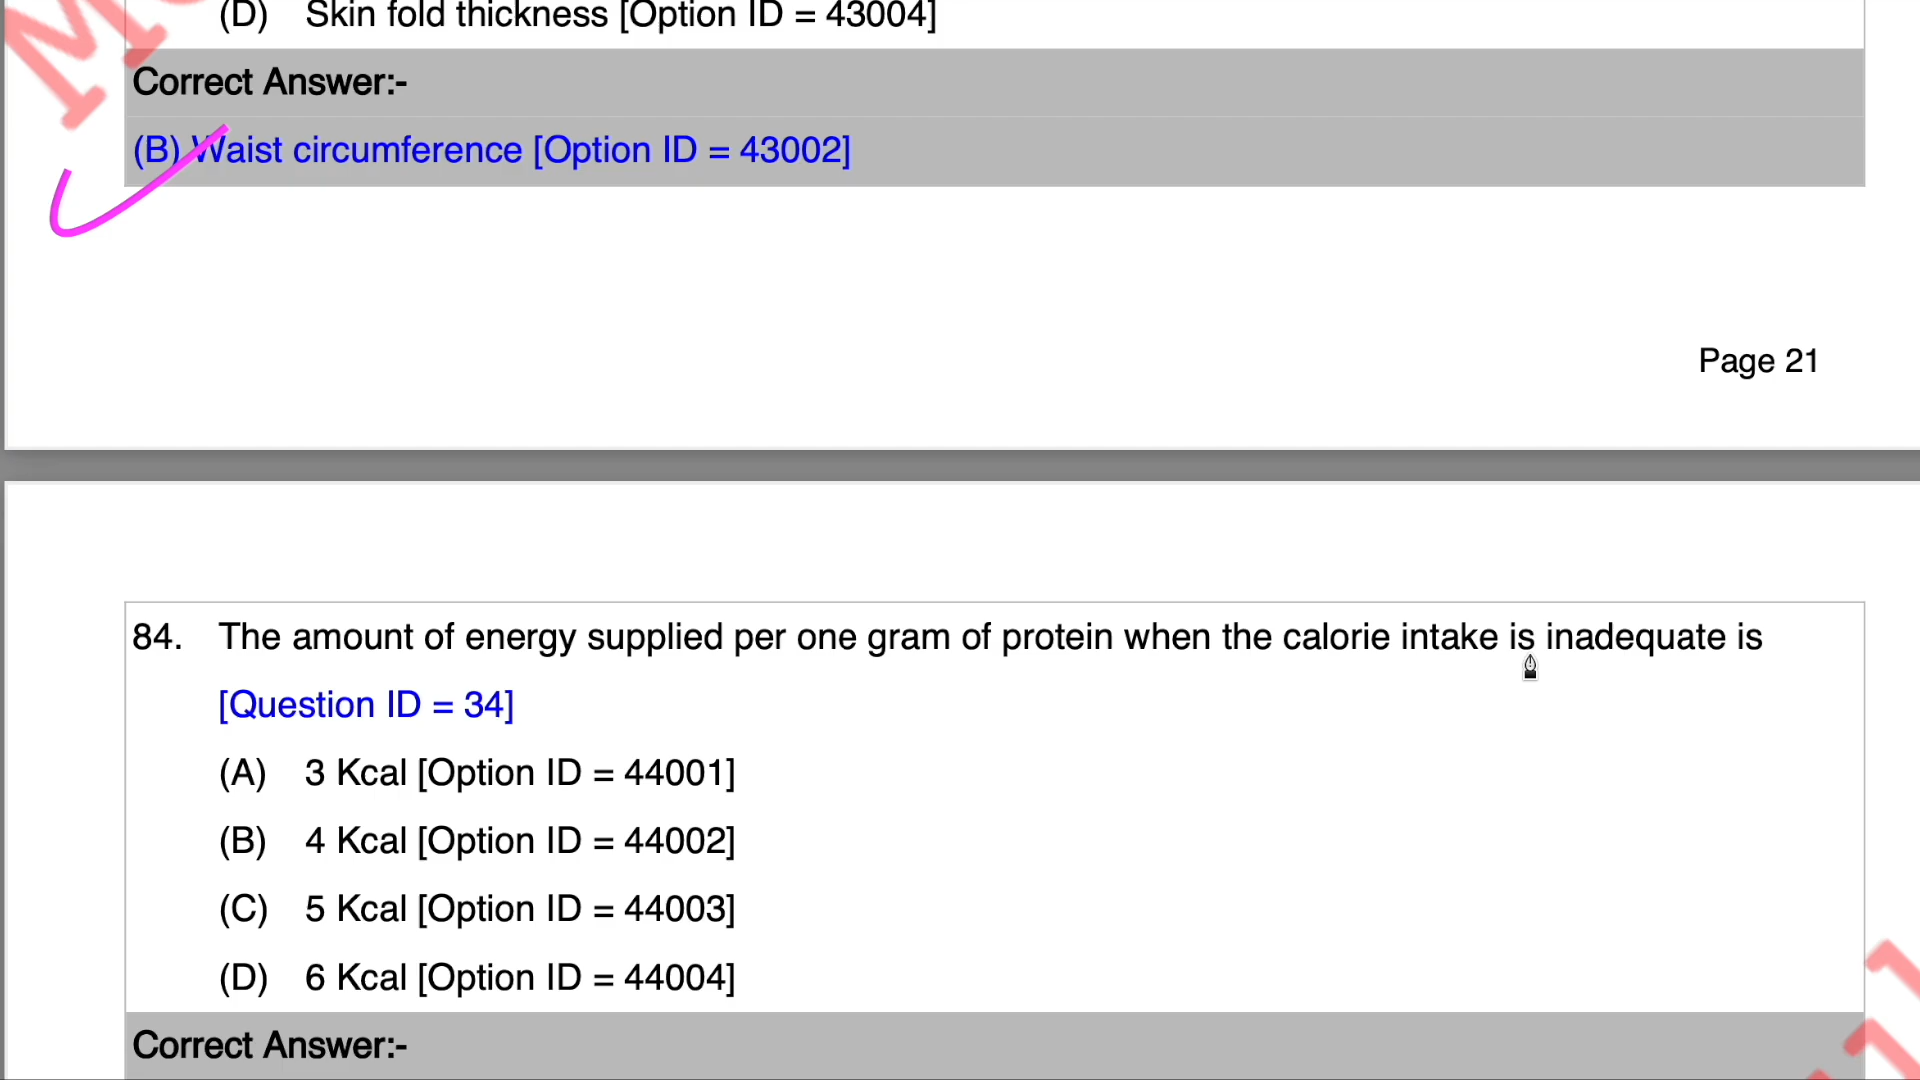 (D) Skin fold thickness [Option ID = 43004]
Correct Answer:-
(B) Waist circumference [Option ID = 43002]
Page 21
84. The amount of energy supplied per one gram of protein when the calorie intake is inadequate is
[Question ID = 34]
(A) 3 Kcal [Option ID = 44001]
(B) 4 Kcal [Option ID = 44002]
(C) 5 Kcal [Option ID = 44003]
(D) 6 Kcal [Option ID = 44004]
Correct Answer:-